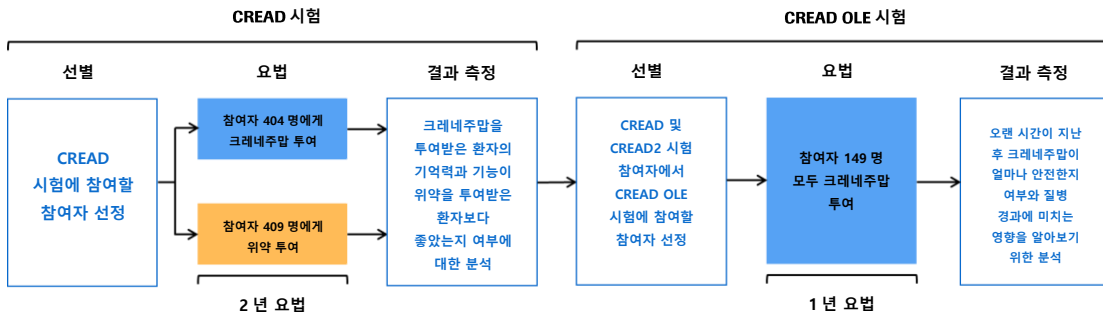 CREAD 시험
CREAD OLE 시험
선별
요법
결과 측정
선별
요법
결과 측정
CREAD
시험에 참여할
참여자 선정
참여자 404 명에게
크레네주맙 투여
참여자 409 명에게
위약 투여
2 년 요법
크레네주맙을
투여받은 환자의
기억력과 기능이
위약을 투여받은
환자보다
좋았는지 여부에
대한 분석
CREAD 및
CREAD2 시험
참여자에서
CREAD OLE
시험에 참여할
참여자 선정
참여자 149 명
모두 크레네주맙
투여
1 년 요법
오랜 시간이 지난
후 크레네주맙이
얼마나 안전한지
여부와 질병
경과에 미치는
영향을 알아보기
위한 분석